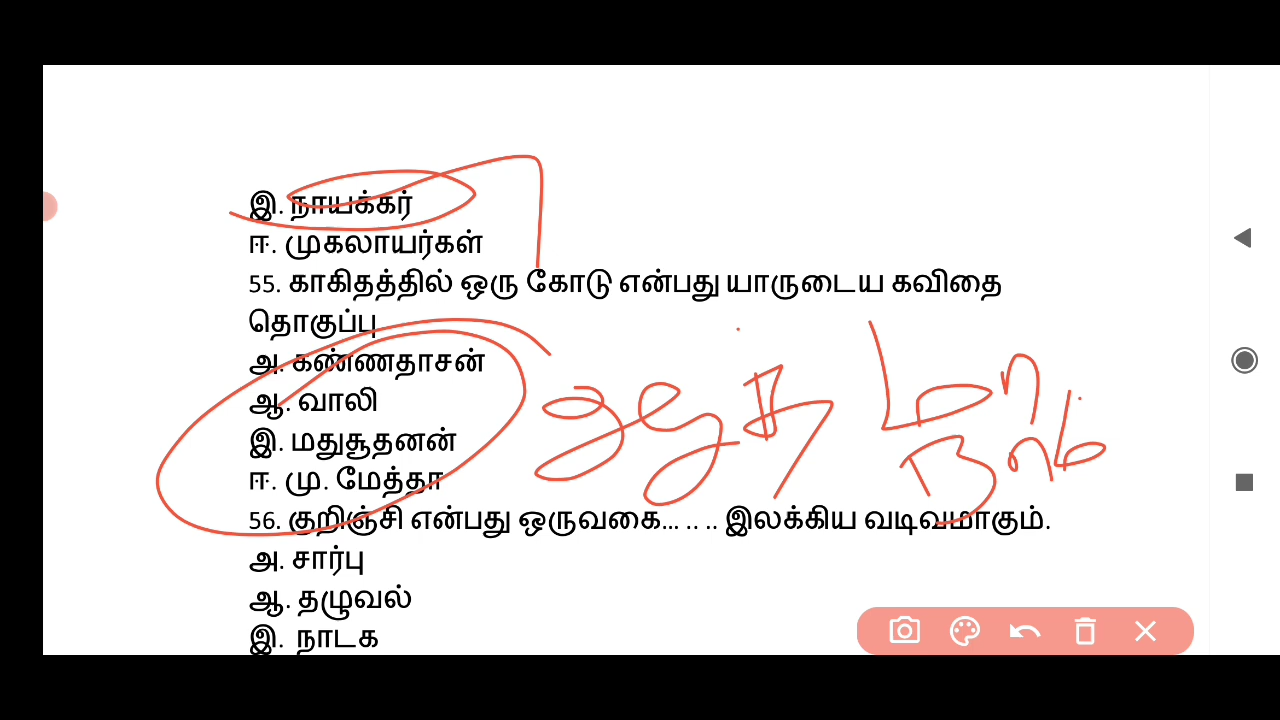 இ. நாயக்கர்
ஈ. முகலாயர்கள்
55. காகிதத்தில் ஒரு கோடு என்பது யாருடைய கவிதை
தொகுப்பு
அ. கண்ணதாசன்
ஆ. வாலி
இ. மதுசூதனன்
ஈ. மு. மேத்தா
56. குறிஞ்சி என்பது ஒருவகை... .. .. இலக்கிய வடிவமாகும்.
அ. சார்பு
ஆ. தழுவல்
இ. நாடக